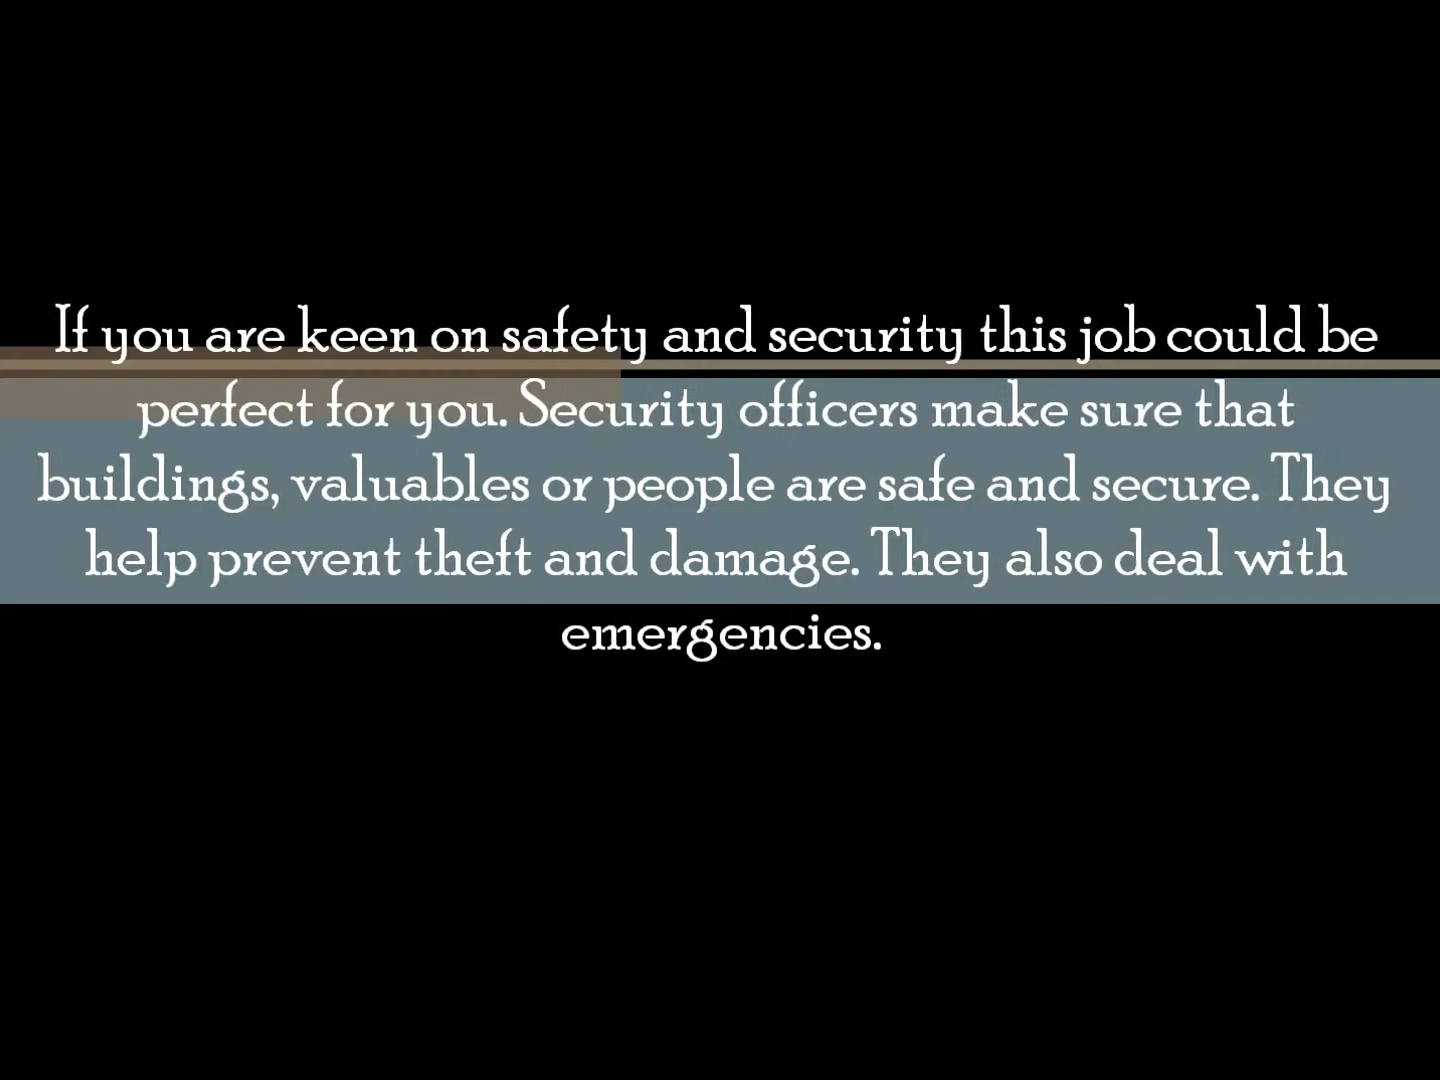 If you are keen on safety and security this job could be
perfect for you. Security officers make sure that
buildings, valuables or people are safe and secure. They
help prevent theft and damage. They also deal with
emergencies.